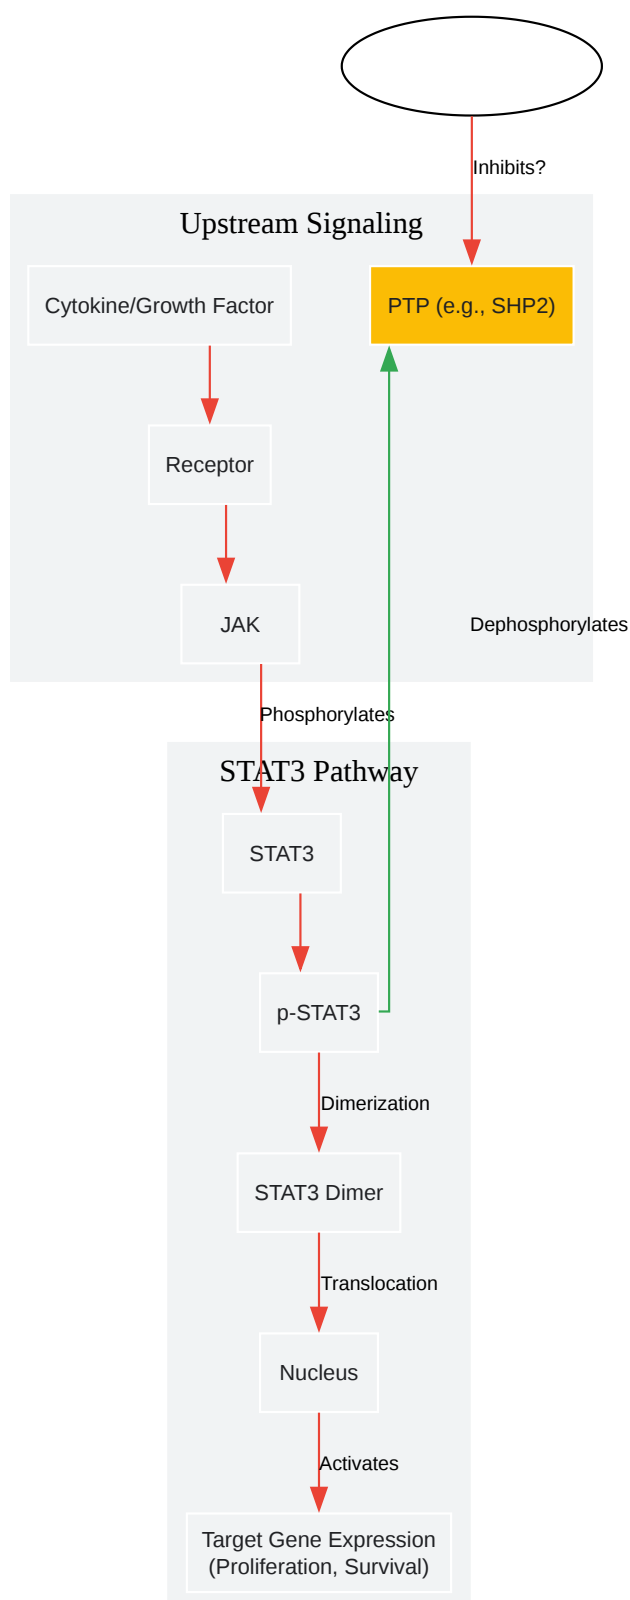 Inhibits?
Upstream Signaling
Cytokine/Growth Factor
PTP (e.g., SHP2)
Receptor
JAK
Dephosphorylates
Phosphorylates
STAT3 Pathway
STAT3
p-STAT3
Dimerization
STAT3 Dimer
Translocation
Nucleus
Activates
Target Gene Expression
(Proliferation, Survival)